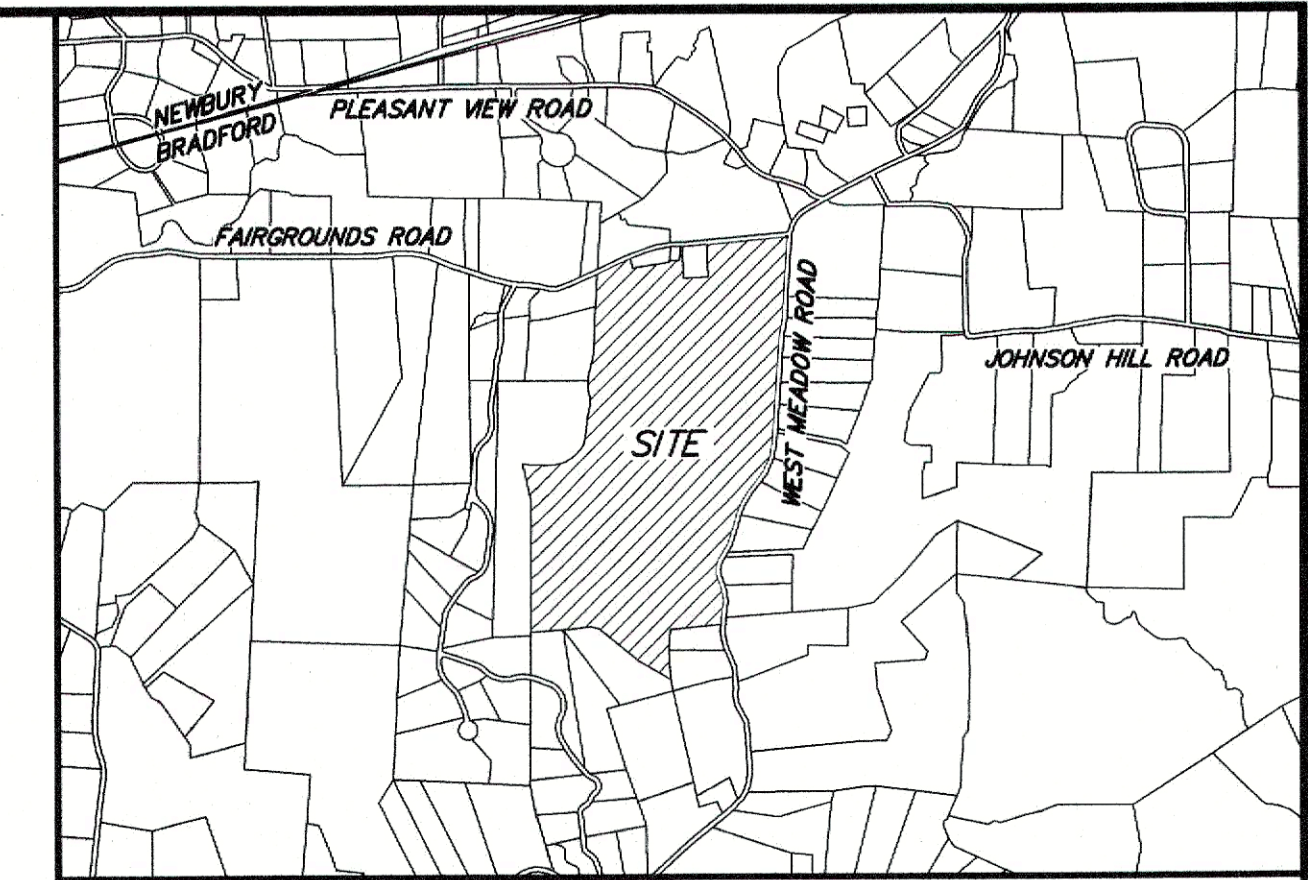 NEWBURY
BRADFORD
PLEASANT VIEW ROAD
FAIRGROUNDS ROAD
WEST MEADOW ROAD
JOHNSON HILL ROAD
SITE